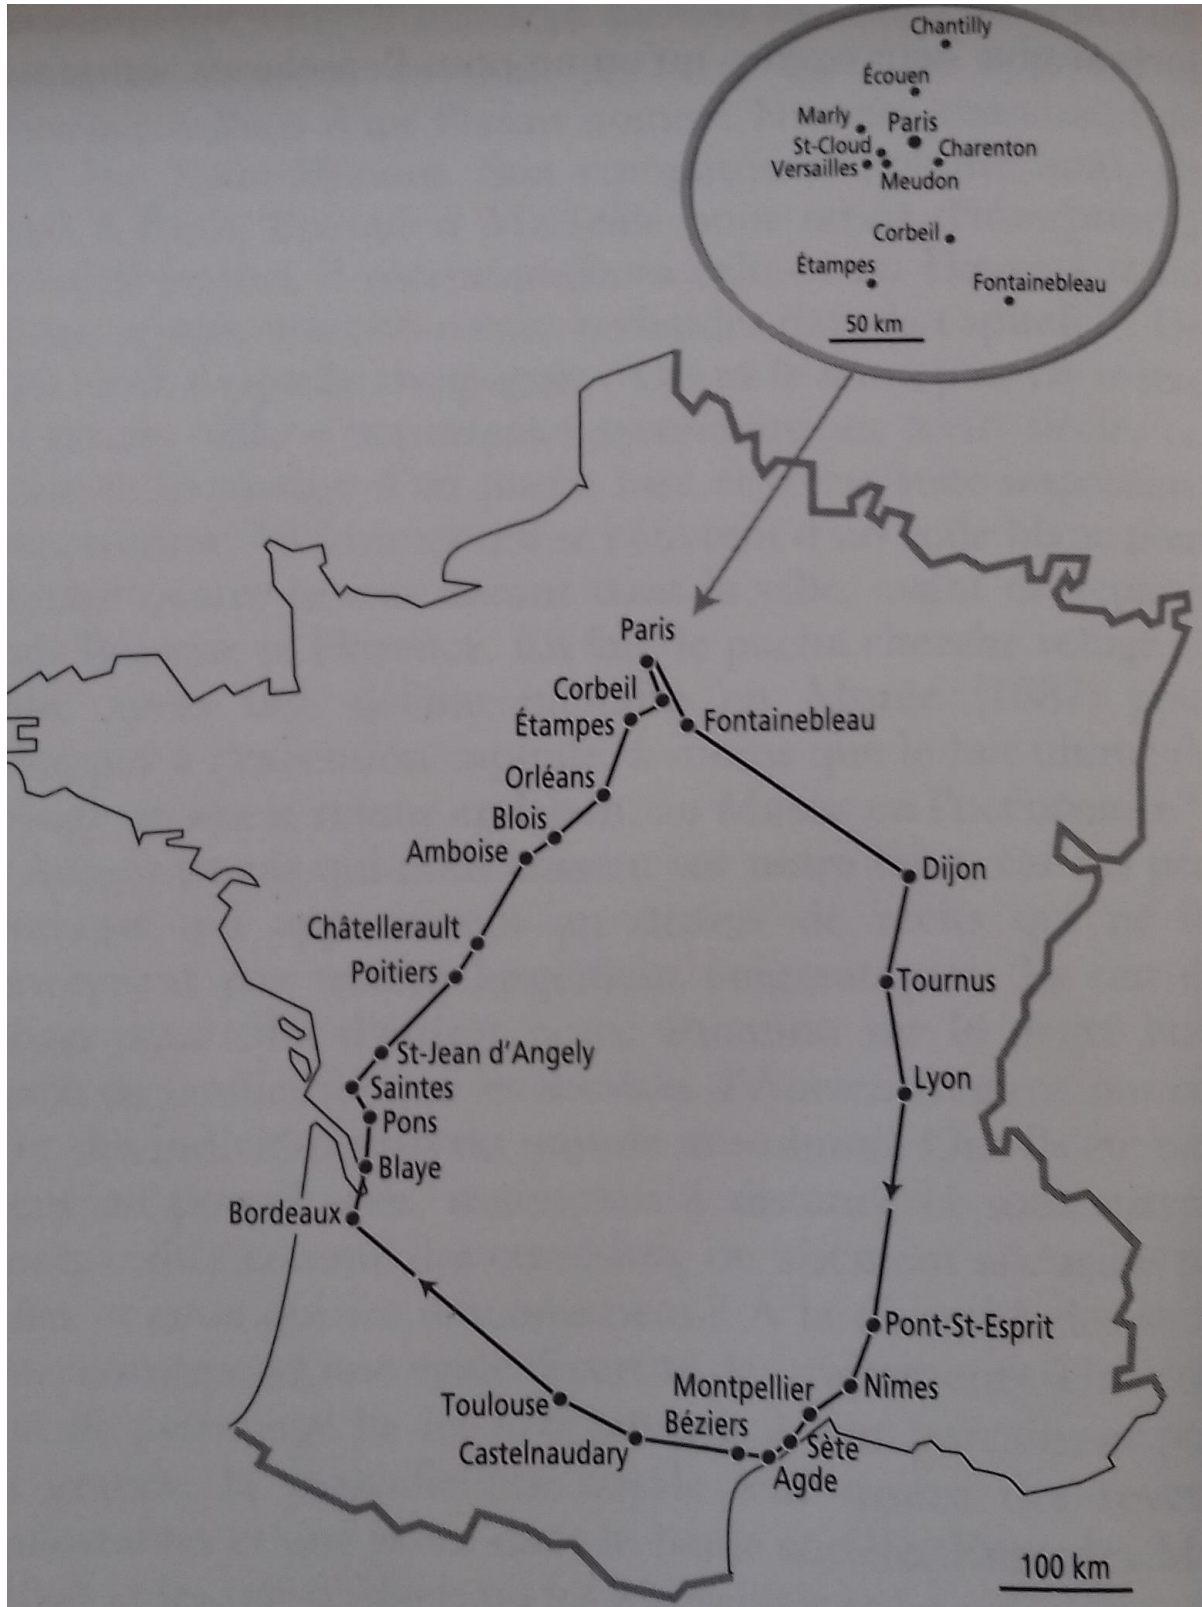 Chantilly
Écouen
Marly
Paris
St-Cloud
Charenton
Versailles
Meudon
Corbeil
Étampes
Fontainebleau
50 km
Paris
Corbeil
Étampes
Fontainebleau
Orléans
Blois
Amboise
Dijon
Châtellerault
Poitiers
Tournus
St-Jean d'Angely
Lyon
Saintes
Pons
Blaye
Bordeaux
Pont-St-Esprit
Montpellier
Nîmes
Toulouse
Béziers
Castelnaudary
Sète
Agde
100 km